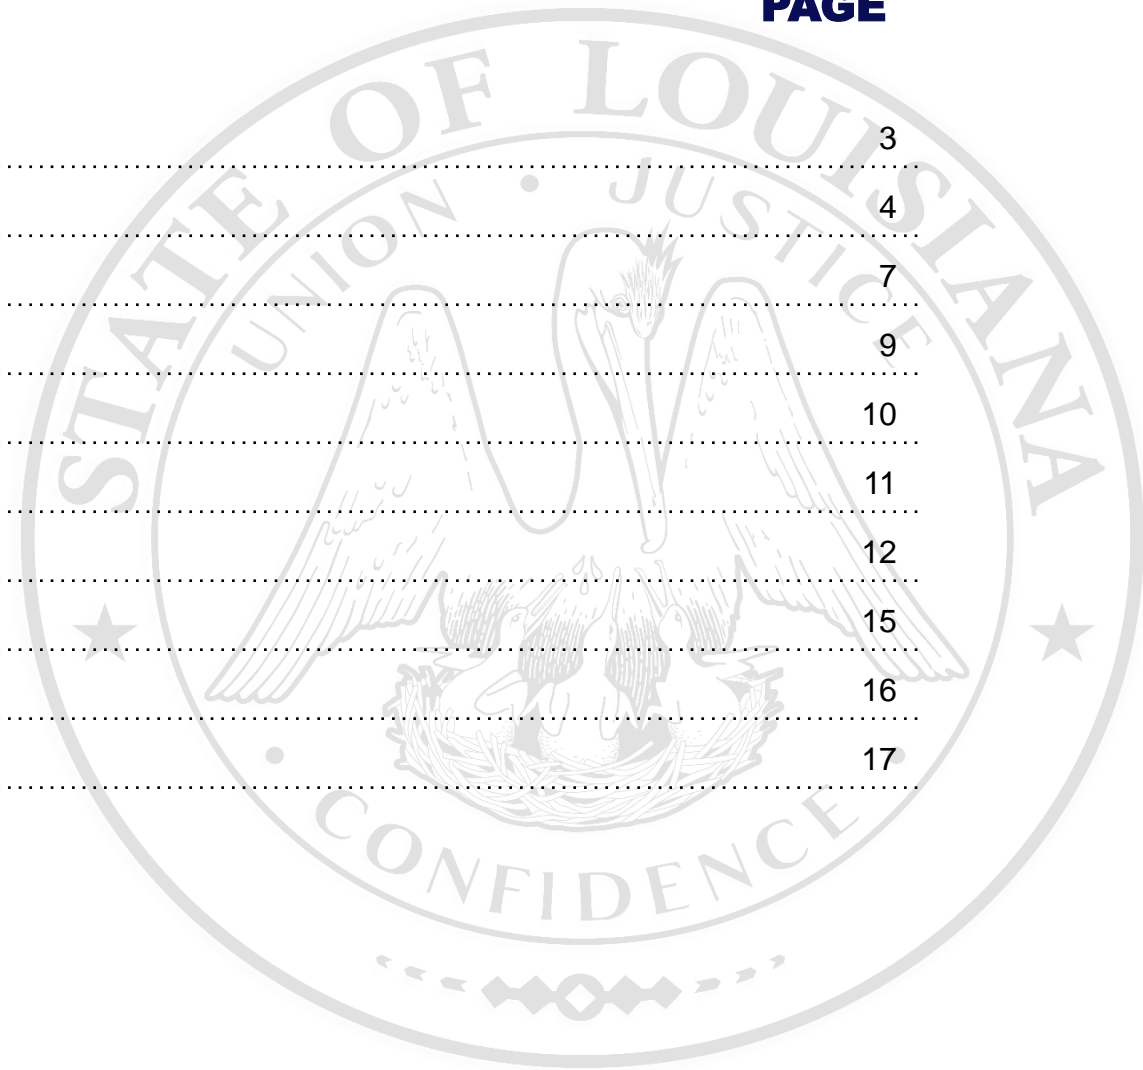 PAGE
STATE OF LOUISIANA
UNION • JUSTICE
3
4
7
9
10
11
12
15
16
17
• CONFIDENCE •